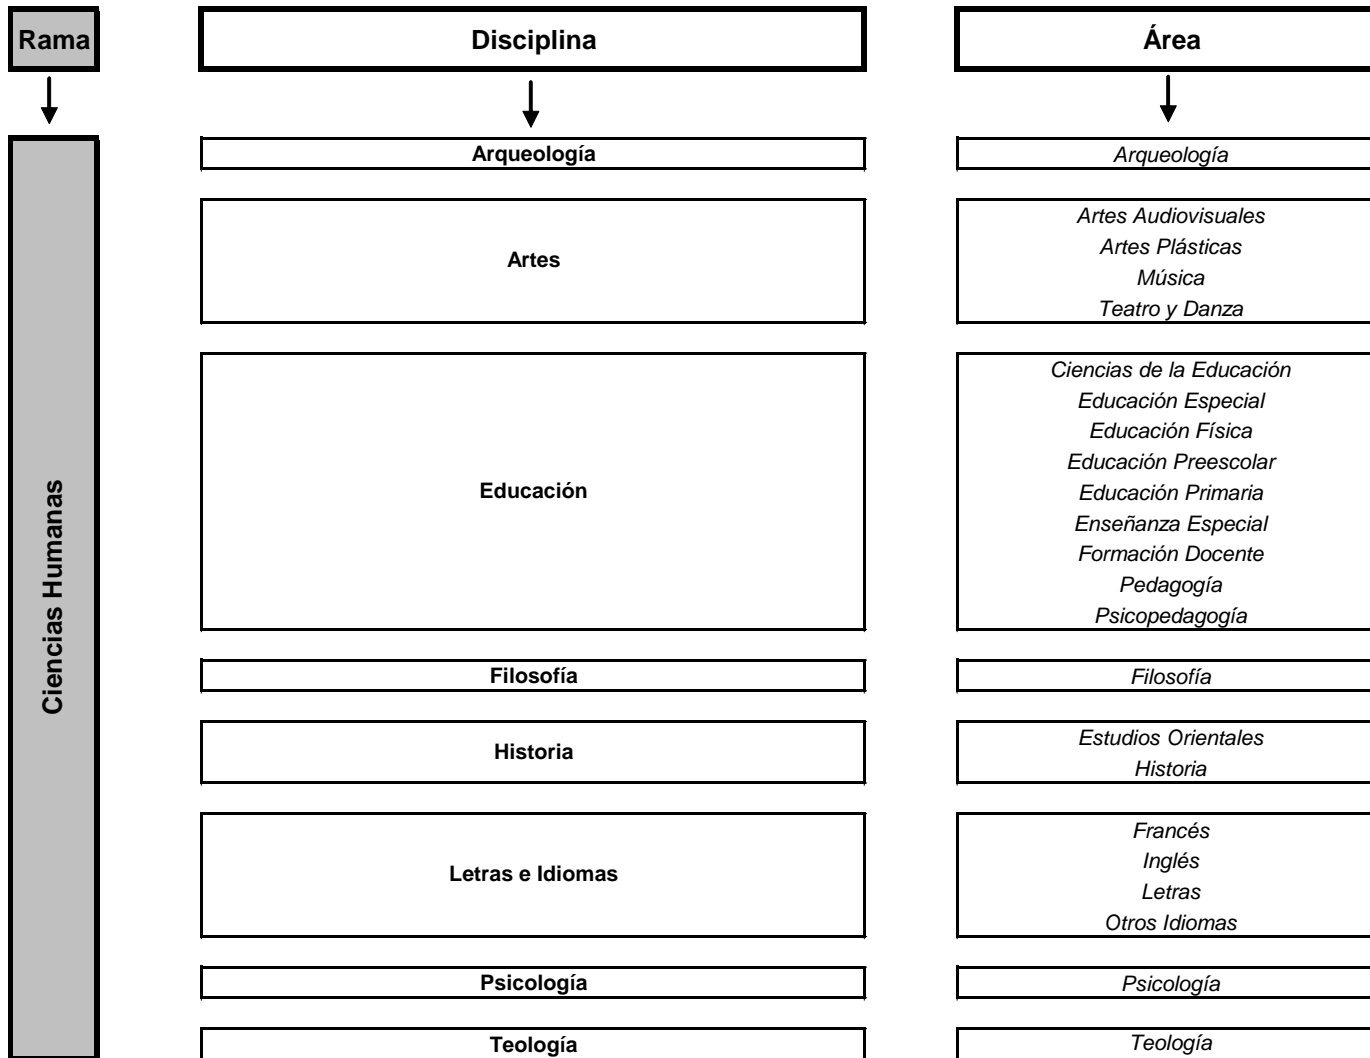 Rama
Disciplina
Área
Ciencias Humanas
Arqueología
Arqueología
Artes
Artes Audiovisuales
Artes Plásticas
Música
Teatro y Danza
Educación
Ciencias de la Educación
Educación Especial
Educación Física
Educación Preescolar
Educación Primaria
Enseñanza Especial
Formación Docente
Pedagogía
Psicopedagogía
Filosofía
Filosofía
Historia
Estudios Orientales
Historia
Letras e Idiomas
Francés
Inglés
Letras
Otros Idiomas
Psicología
Psicología
Teología
Teología